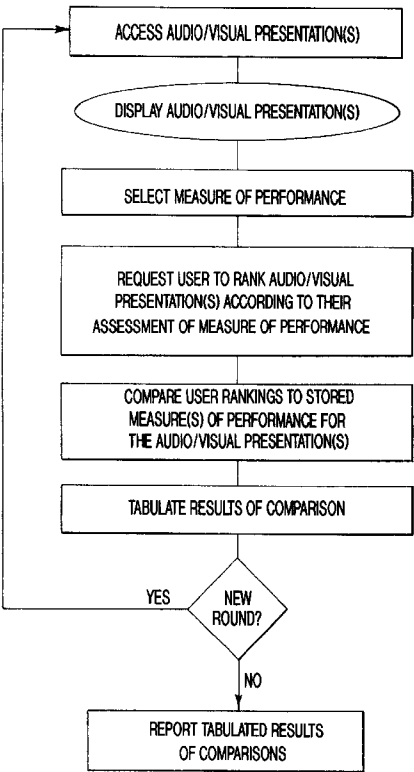 ACCESS AUDIO/VISUAL PRESENTATION(S)
DISPLAY AUDIO/VISUAL PRESENTATION(S)
SELECT MEASURE OF PERFORMANCE
REQUEST USER TO RANK AUDIO/VISUAL
PRESENTATION(S) ACCORDING TO THEIR
ASSESSMENT OF MEASURE OF PERFORMANCE
COMPARE USER RANKINGS TO STORED
MEASURE(S) OF PERFORMANCE FOR
THE AUDIO/VISUAL PRESENTATION(S)
TABULATE RESULTS OF COMPARISON
YES
NEW
ROUND?
NO
REPORT TABULATED RESULTS
OF COMPARISONS